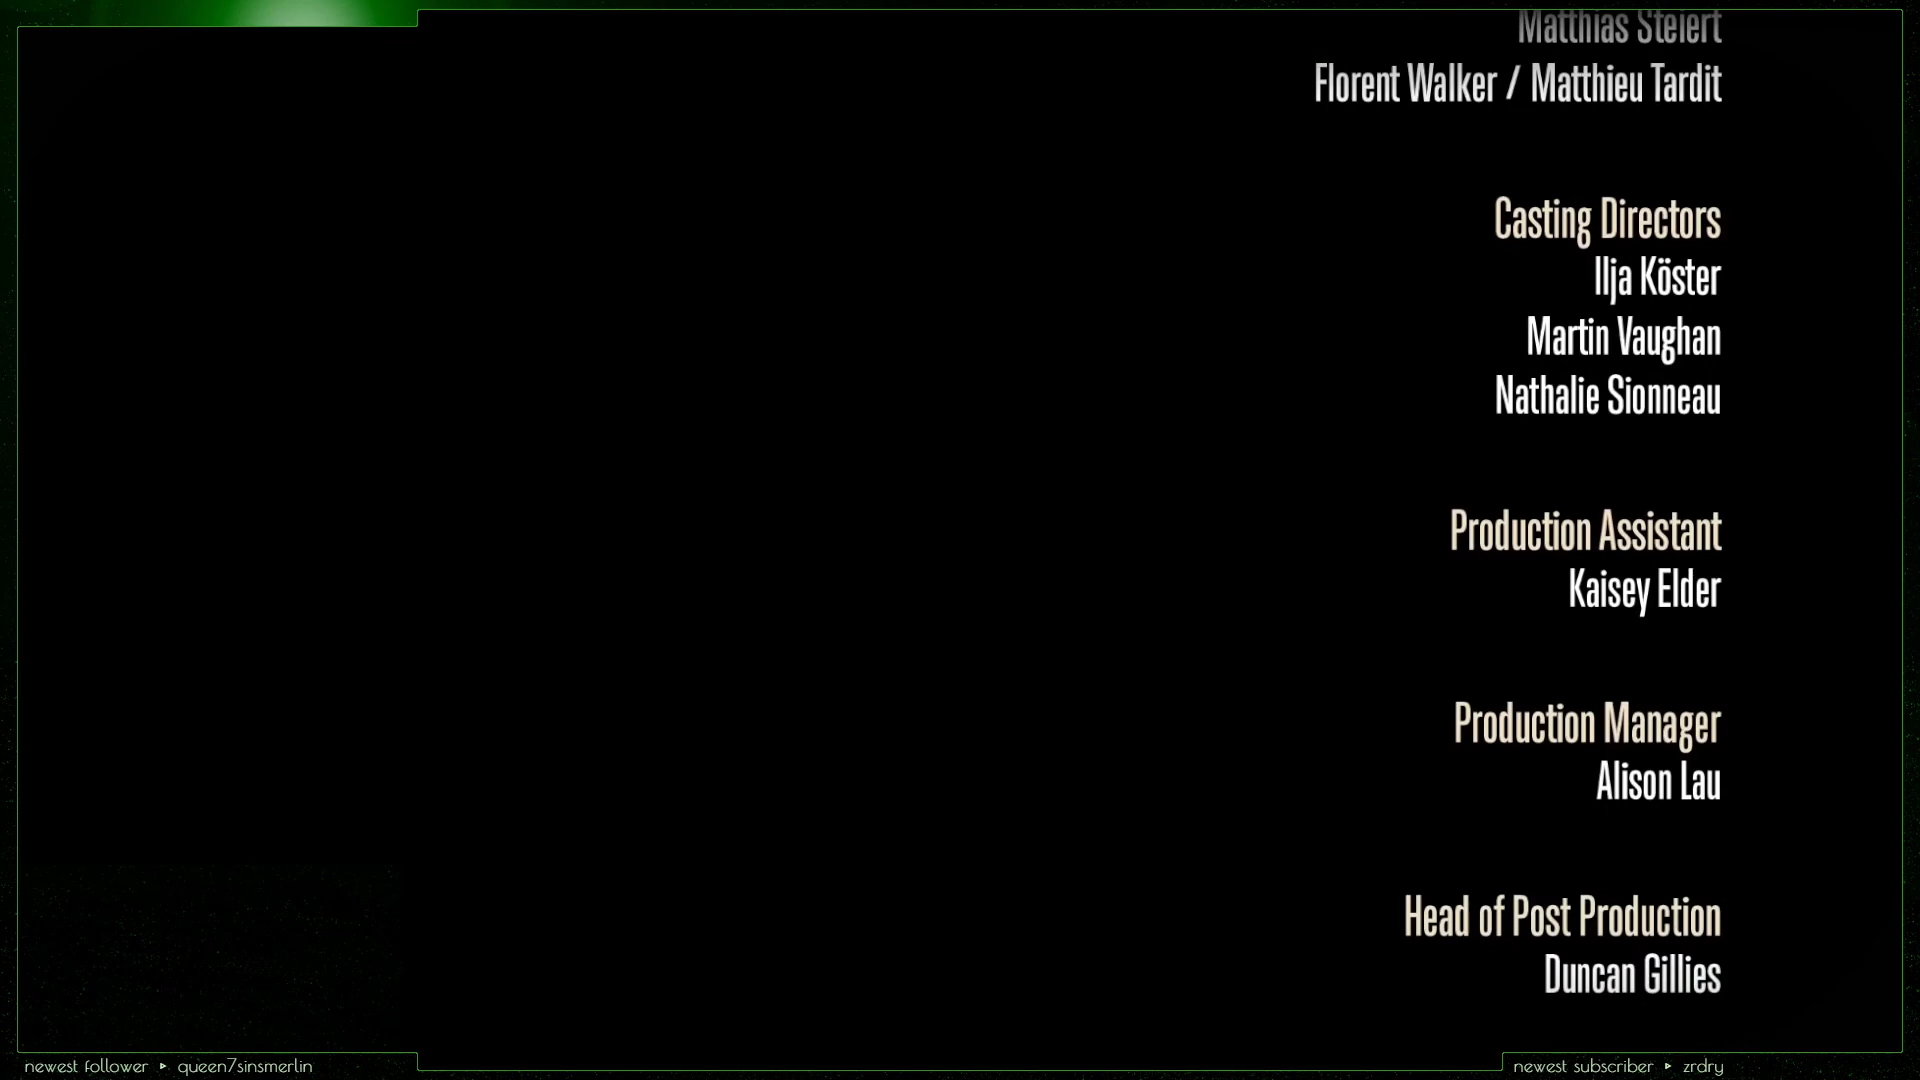 Matthias Steiert
Florent Walker / Matthieu Tardit
Casting Directors
Ilja Köster
Martin Vaughan
Nathalie Sionneau
Production Assistant
Kaisey Elder
Production Manager
Alison Lau
Head of Post Production
Duncan Gillies
newest follower ▸ queen7sinsmerlin
newest subscriber ▸ zrdry